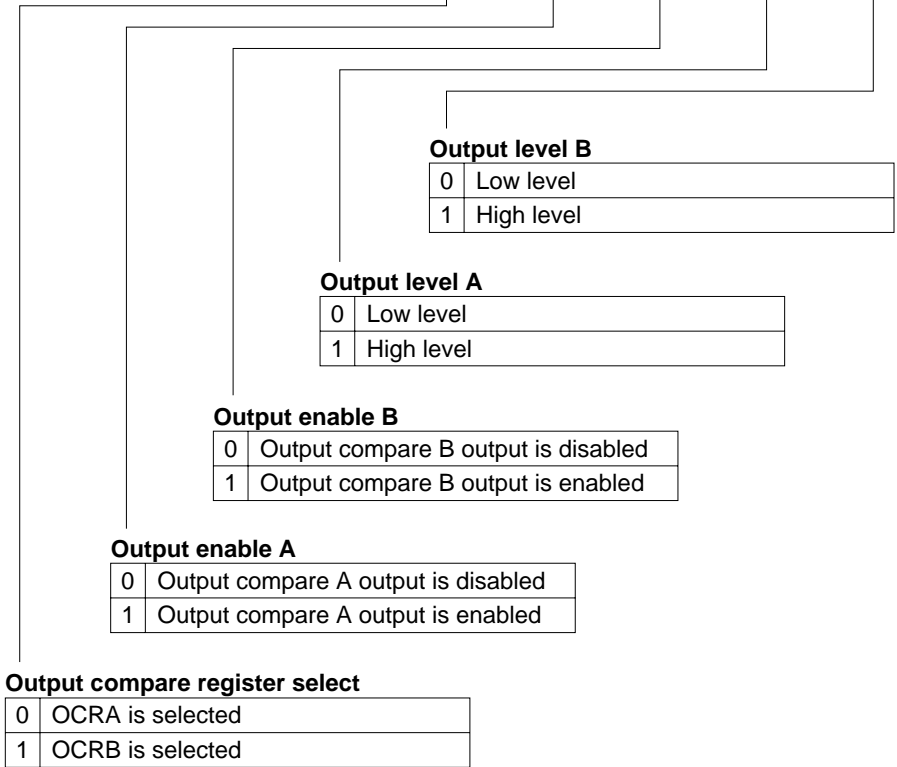 Output level B
0 Low level
1 High level
Output level A
0 Low level
1 High level
Output enable B
0 Output compare B output is disabled
1 Output compare B output is enabled
Output enable A
0 Output compare A output is disabled
1 Output compare A output is enabled
Output compare register select
0 OCRA is selected
1 OCRB is selected